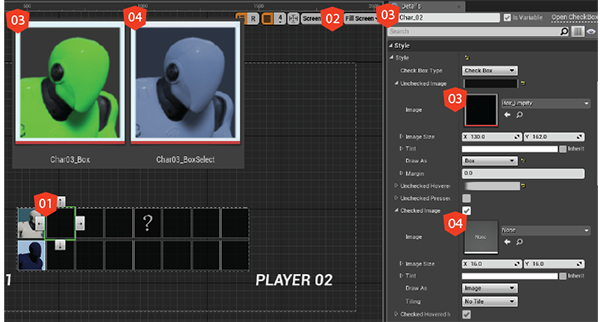 03
04
R
4
Screen
02
Fill Screen
03
Details
Char_02
Is Variable
Open CheckBox
Search
Style
Style
Check Box Type
Check Box
Unchecked Image
03
Image
Image Size
X 130.0
Y 162.0
Tint
Inherit
Draw As
Box
Margin
0.0
Unchecked Hovere
Unchecked Presse
Checked Image
04
Image
None
None
Image Size
X 16.0
Y 16.0
Tint
Inherit
Draw As
Image
Tiling
No Tile
Checked Hovered I
Char03_Box
Char03_BoxSelect
01
?
1
PLAYER 02